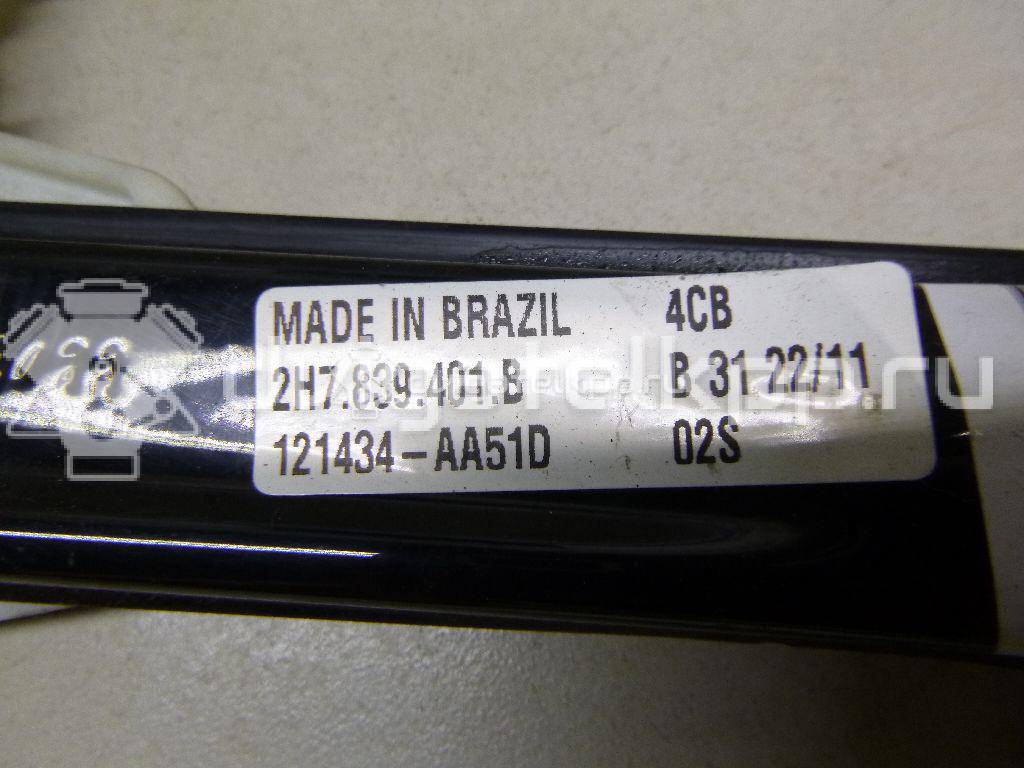 MADE IN BRAZIL 4CB
2H7.839.401.B B 31 22/11
121434-AA51D 02S